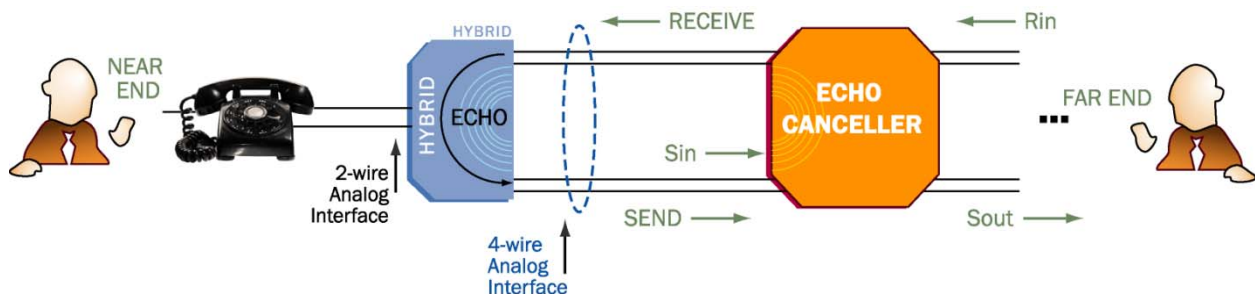 HYBRID
RECEIVE
Rin
NEAR
END
HYBRID
ECHO
ECHO
CANCELLER
FAR END
Sin
2-wire
Analog
Interface
SEND
Sout
4-wire
Analog
Interface